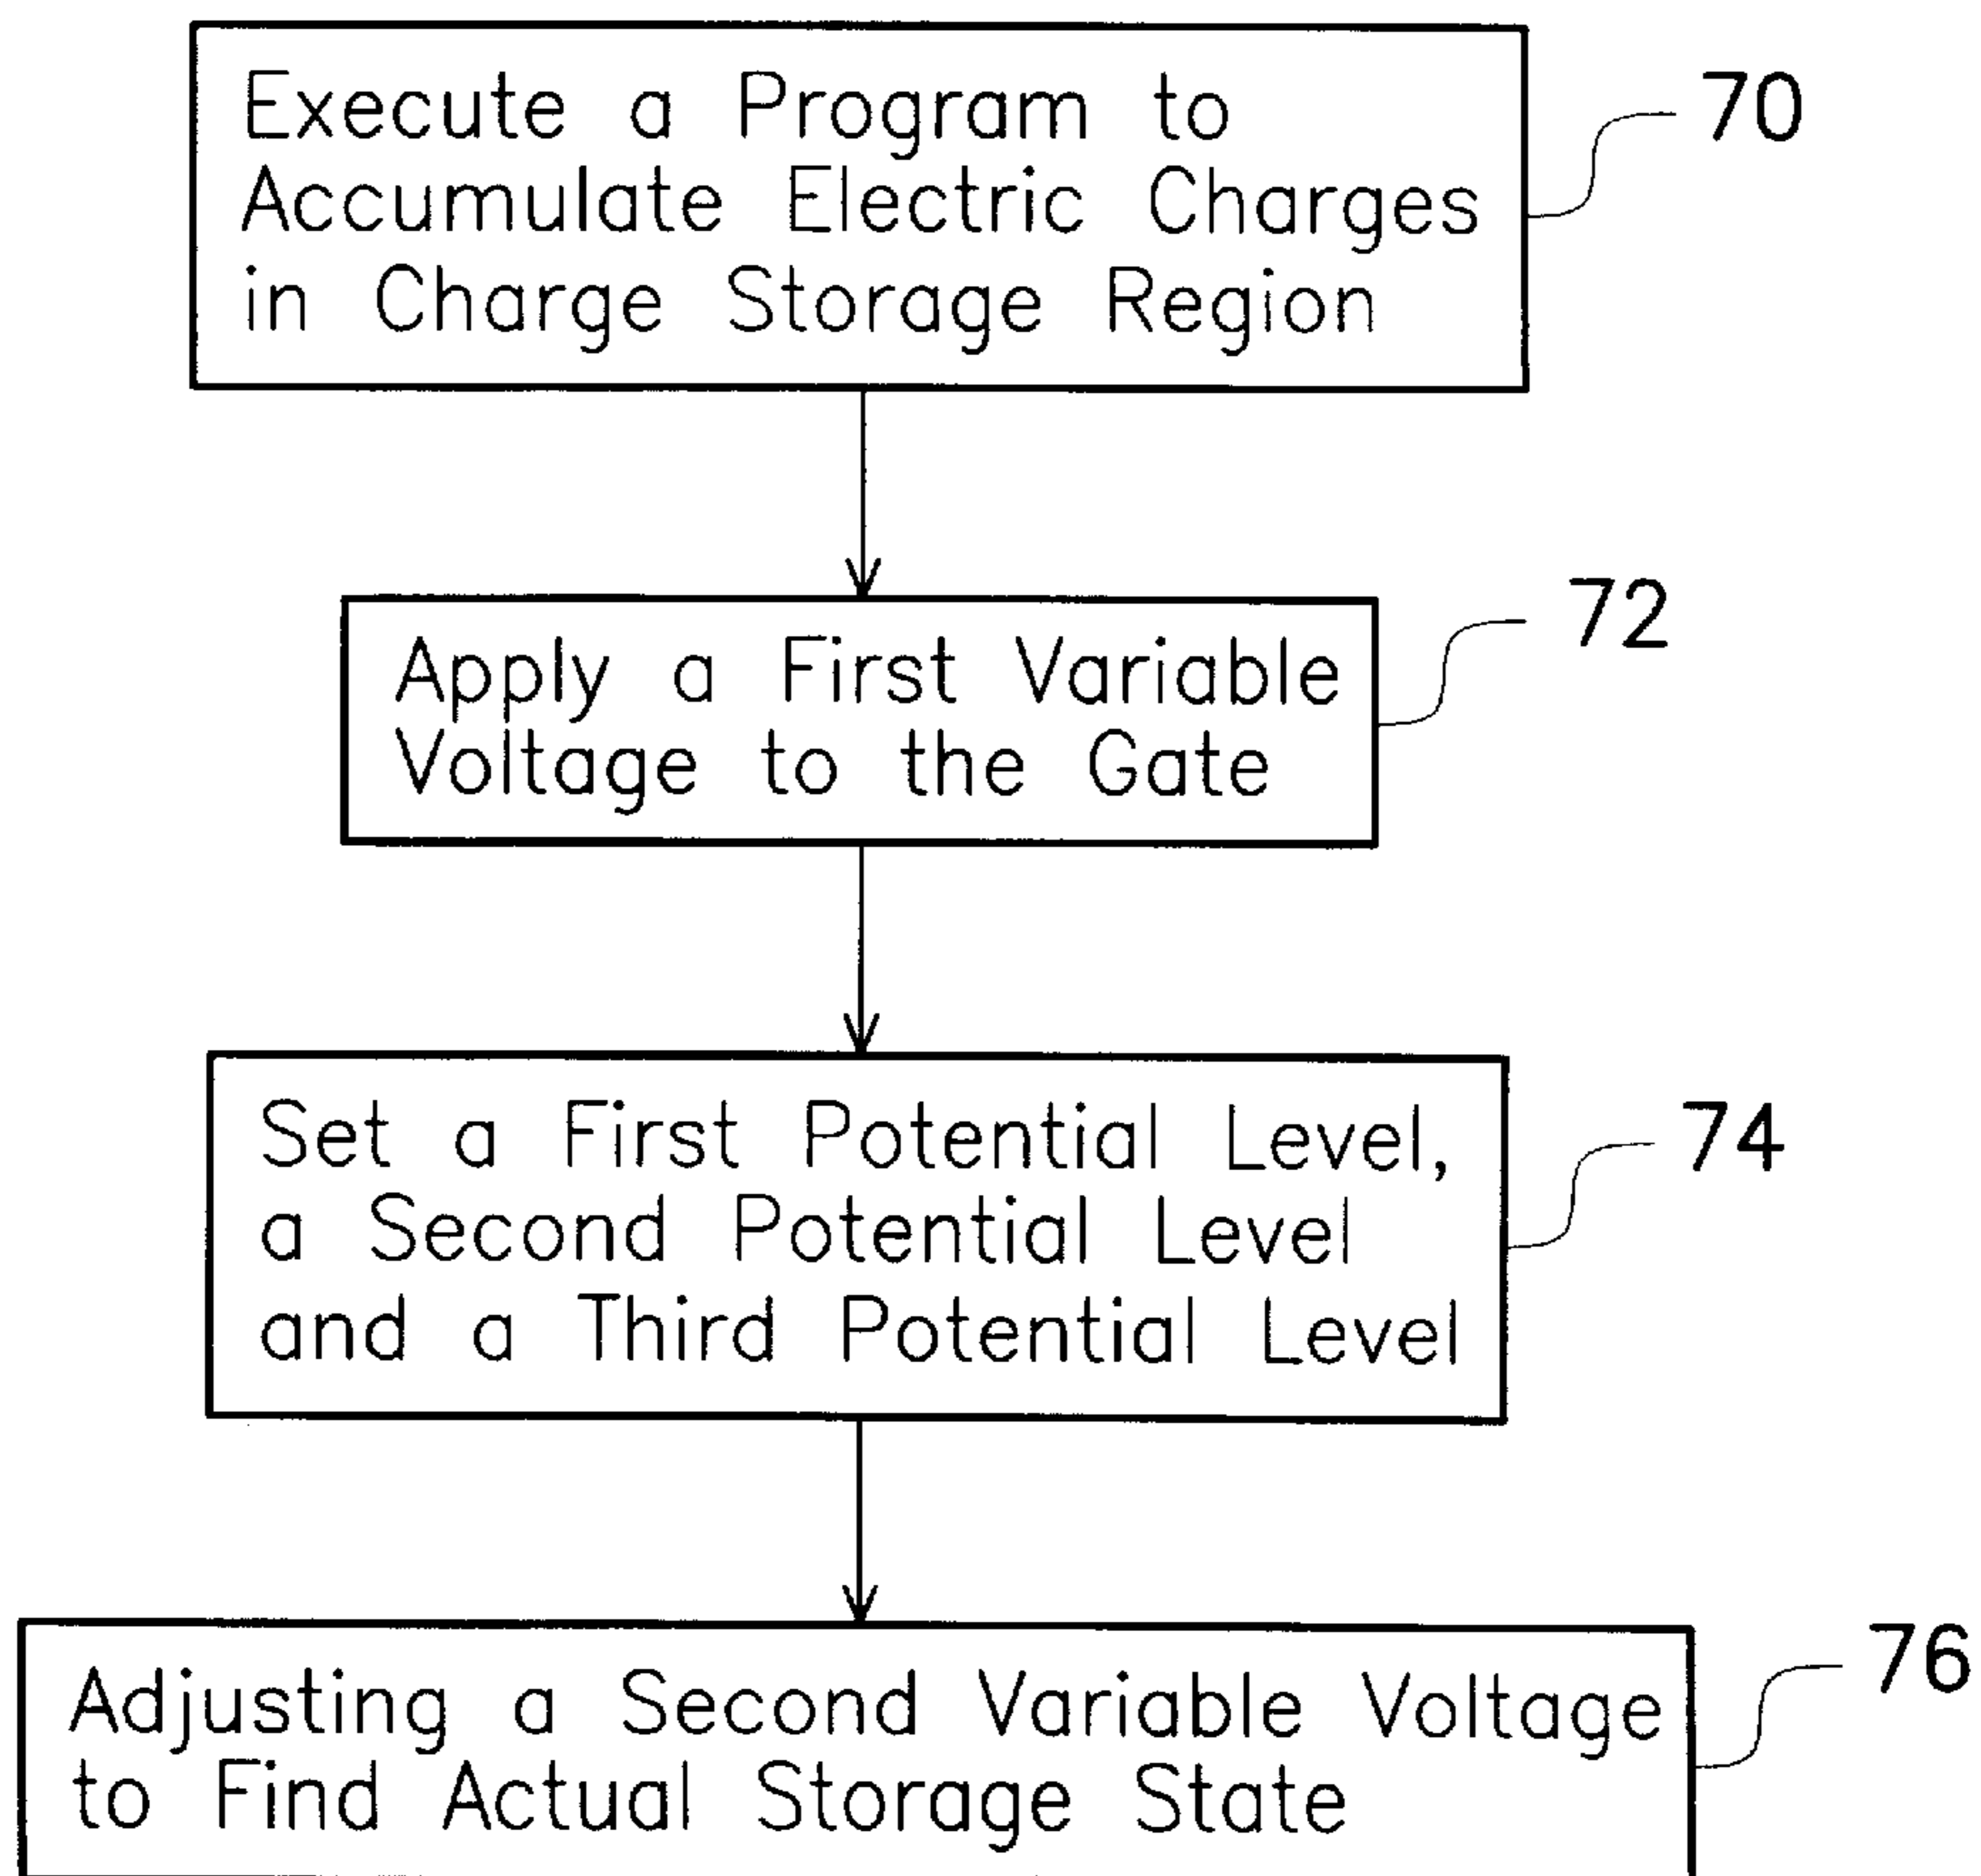 Execute a Program to
Accumulate Electric Charges
in Charge Storage Region
70
Apply a First Variable
Voltage to the Gate
72
Set a First Potential Level,
a Second Potential Level
and a Third Potential Level
74
Adjusting a Second Variable Voltage
to Find Actual Storage State
76